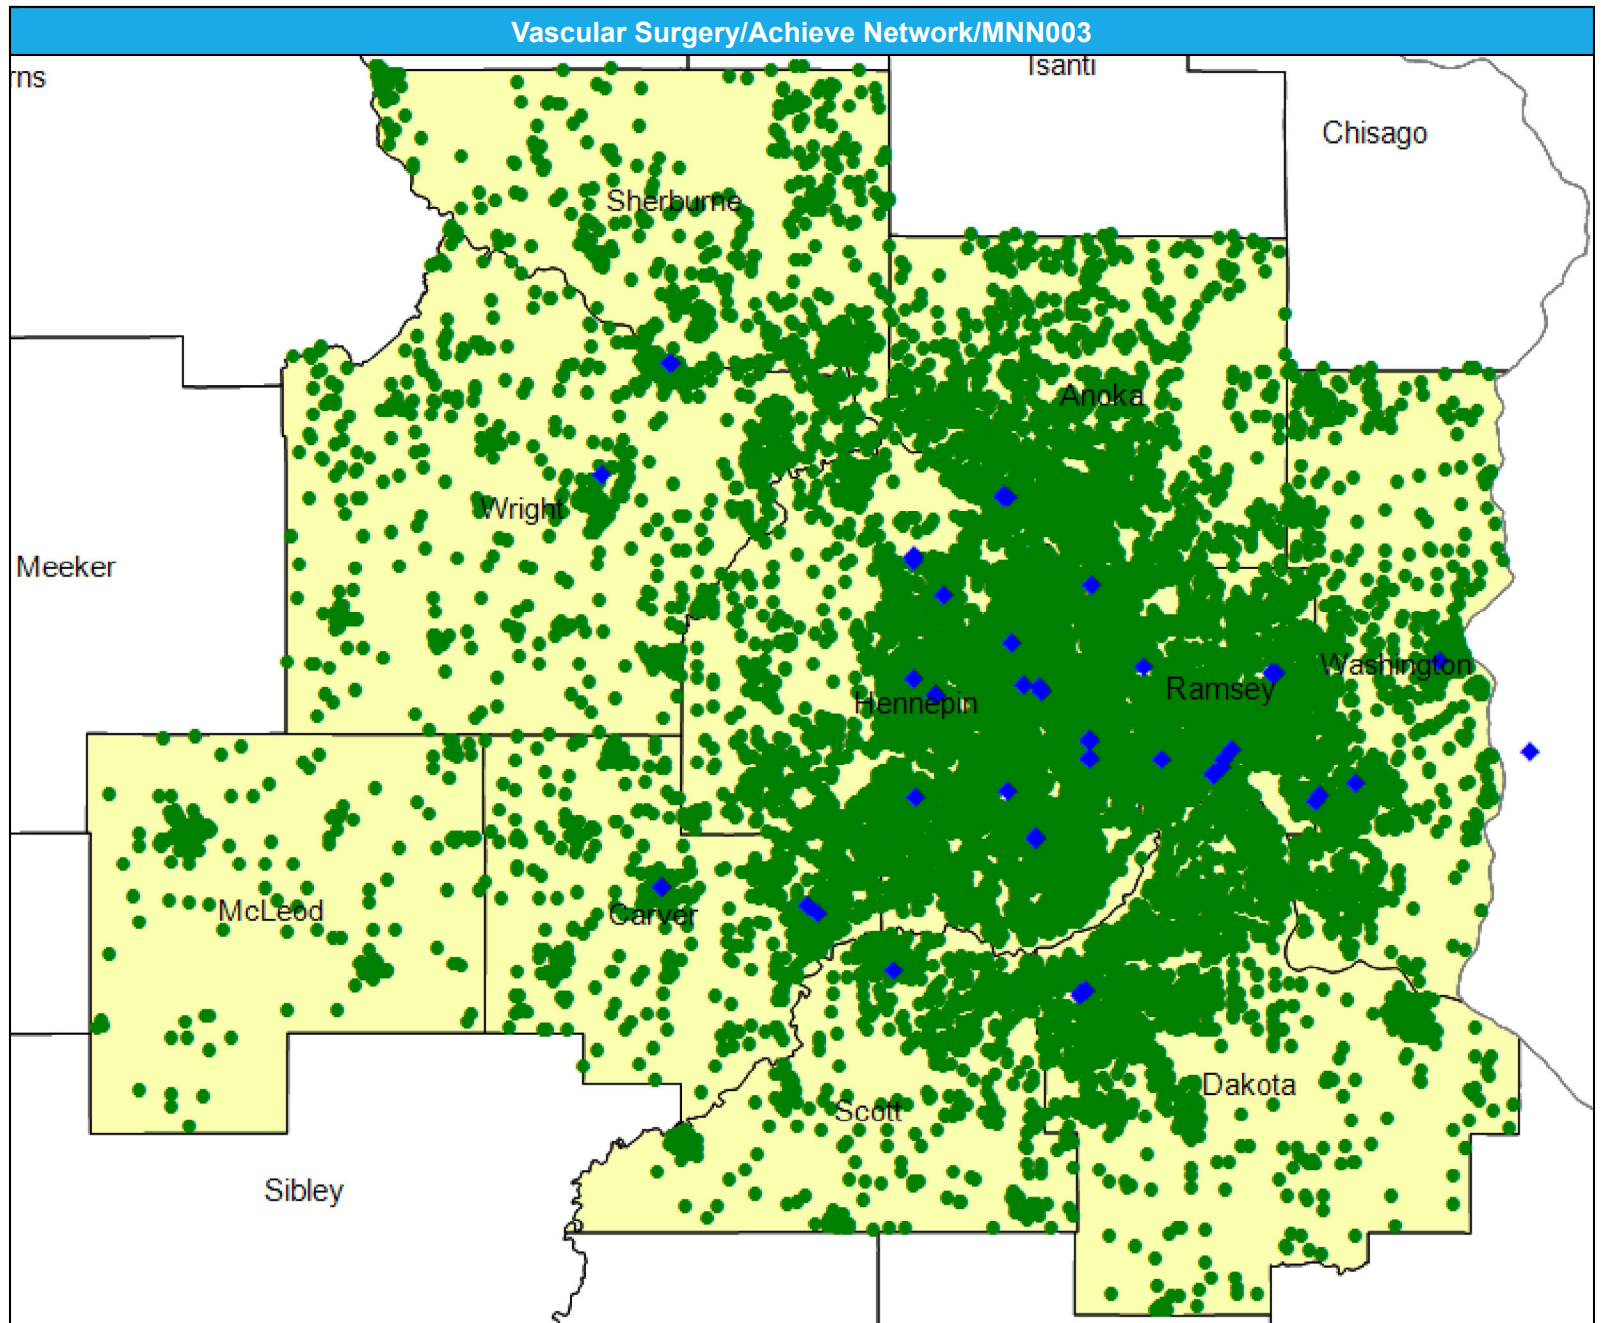 Vascular Surgery/Achieve Network/MNN003
Isanti
rns
Chisago
Sherburne
Anoka
Wright
Meeker
Washington
Ramsey
Hennepin
McLeod
Carver
Dakota
Scott
Sibley